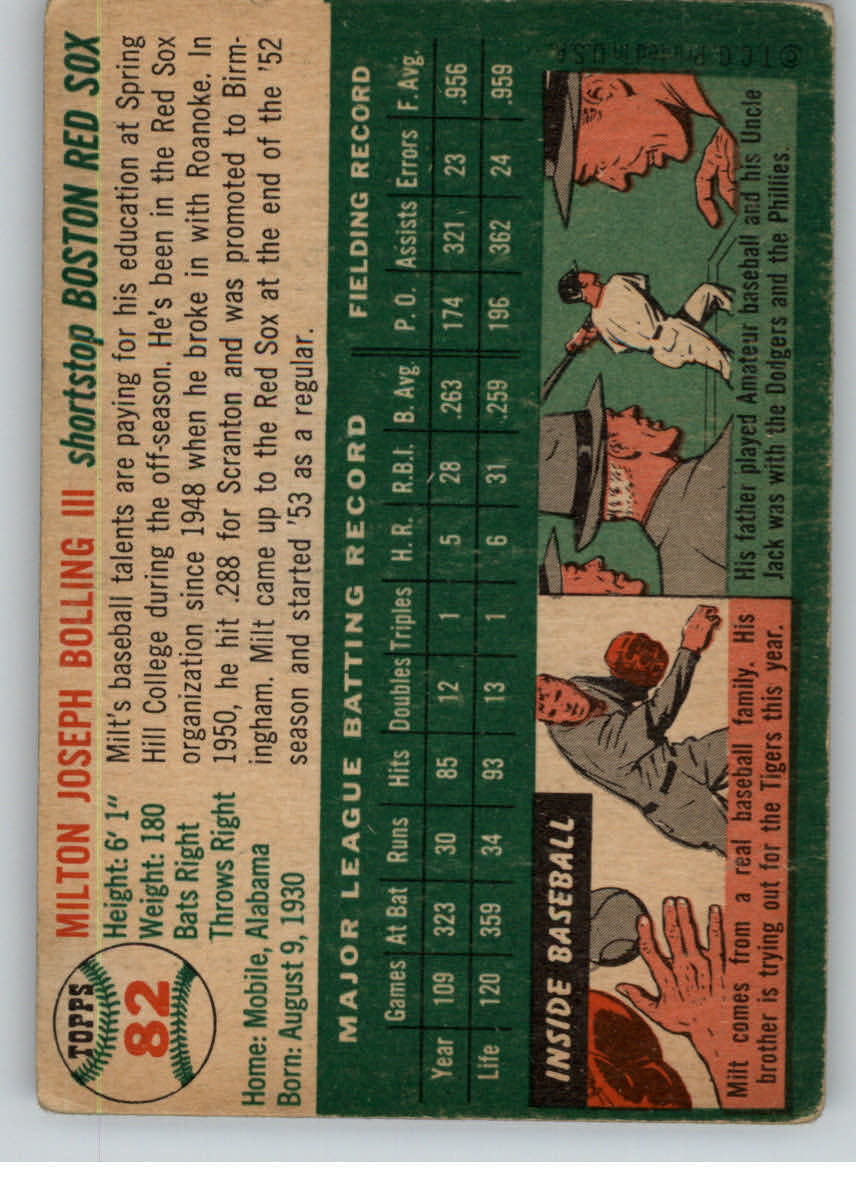 TOPPS
82
MILTON JOSEPH BOLLING III shortstop BOSTON RED SOX
Height: 6' 1"
Weight: 180
Bats Right
Throws Right
Home: Mobile, Alabama
Born: August 9, 1930
Milt's baseball talents are paying for his education at Spring
Hill College during the off-season. He's been in the Red Sox
organization since 1948 when he broke in with Roanoke. In
1950, he hit .288 for Scranton and was promoted to Birm-
ingham. Milt came up to the Red Sox at the end of the '52
season and started '53 as a regular.
MAJOR LEAGUE BATTING RECORD FIELDING RECORD
Games At Bat Runs Hits Doubles Triples H. R. R.B.I. B. Avg. P. O. Assists Errors F. Avg.
Year 109 323 30 85 12 1 5 28 .263 174 321 23 .956
Life 120 359 34 93 13 1 6 31 .259 196 362 24 .959
INSIDE BASEBALL
Milt comes from a real baseball family. His
brother is trying out for the Tigers this year.
His father played Amateur baseball and his Uncle
Jack was with the Dodgers and the Phillies.
© T.C.G. Printed in U.S.A.